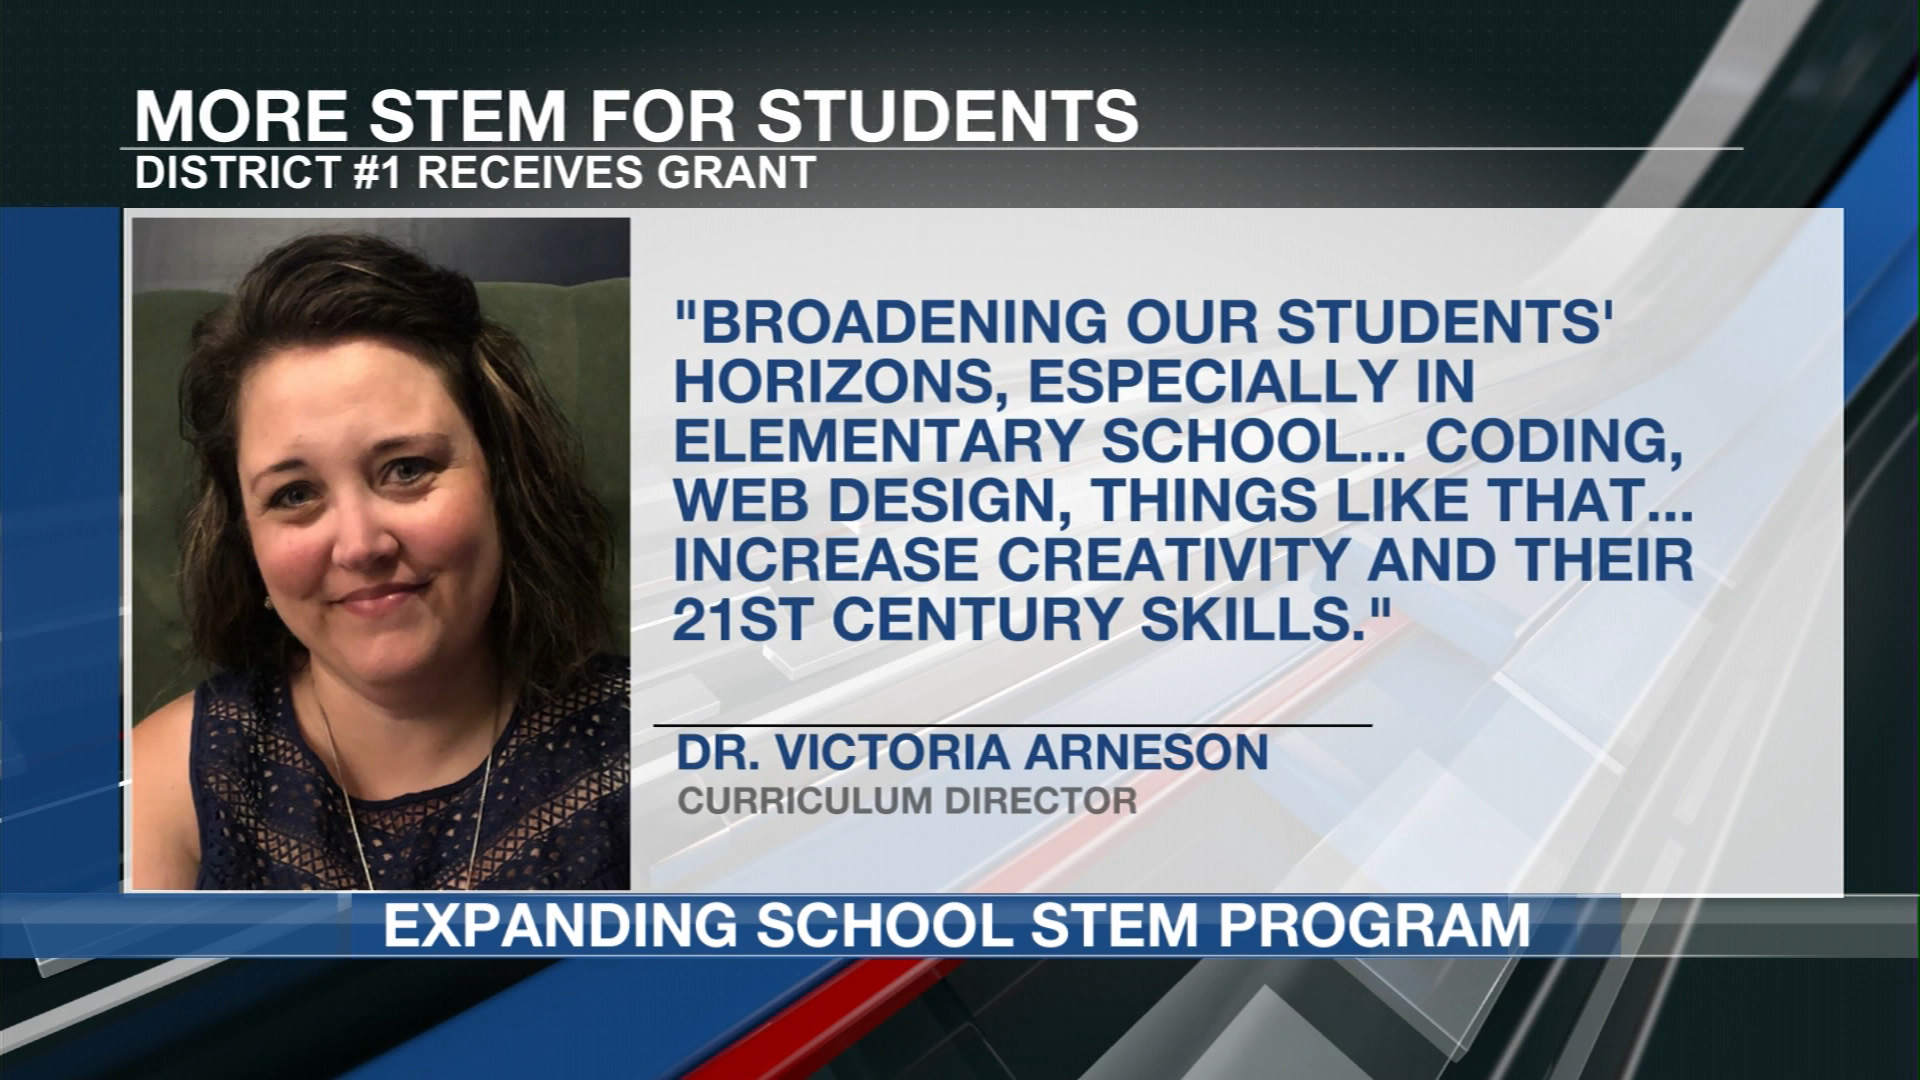 MORE STEM FOR STUDENTS
DISTRICT #1 RECEIVES GRANT
"BROADENING OUR STUDENTS'
HORIZONS, ESPECIALLY IN
ELEMENTARY SCHOOL... CODING,
WEB DESIGN, THINGS LIKE THAT...
INCREASE CREATIVITY AND THEIR
21ST CENTURY SKILLS."
DR. VICTORIA ARNESON
CURRICULUM DIRECTOR
EXPANDING SCHOOL STEM PROGRAM